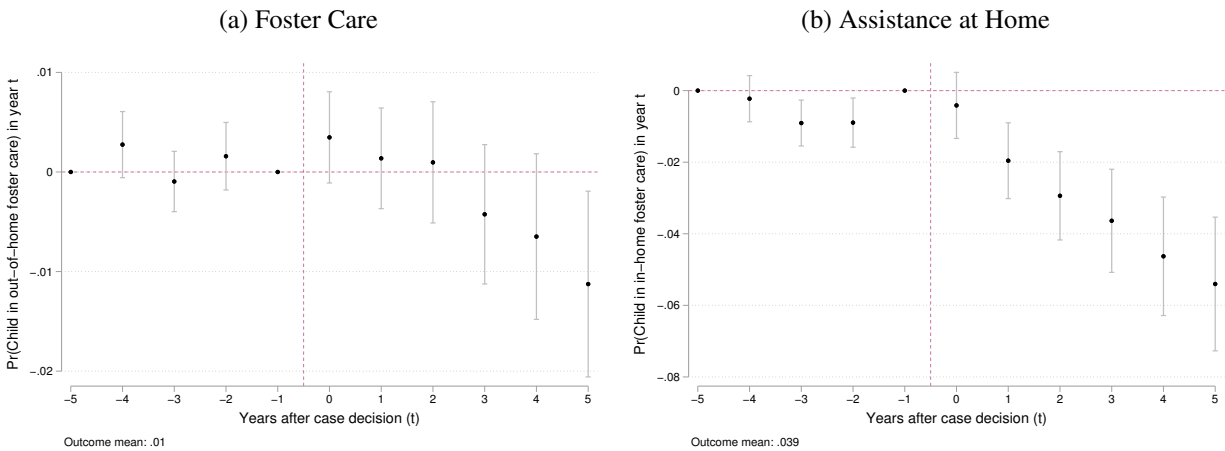 (a) Foster Care
Pr(Child in out−of−home foster care) in year t
.01
0
−.01
−.02
−5 −4 −3 −2 −1 0 1 2 3 4 5
Years after case decision (t)
Outcome mean: .01
(b) Assistance at Home
Pr(Child in in−home foster care) in year t
0
−.02
−.04
−.06
−.08
−5 −4 −3 −2 −1 0 1 2 3 4 5
Years after case decision (t)
Outcome mean: .039